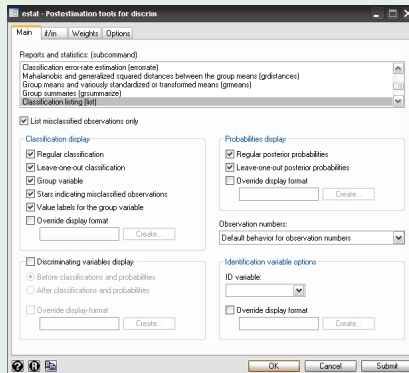 estat - Postestimation tools for discrim
Main if/in Weights Options
Reports and statistics: (subcommand)
Classification error-rate estimation (errorrate)
Mahalanobis and generalized squared distances between the group means (grdistances)
Group means and variously standardized or transformed means (grmeans)
Group summaries (grsummarize)
Classification listing (list)
List misclassified observations only
Classification display
Regular classification
Leave-one-out classification
Group variable
Stars indicating misclassified observations
Value labels for the group variable
Override display format
Create...
Probabilities display
Regular posterior probabilities
Leave-one-out posterior probabilities
Override display format
Create...
Observation numbers:
Default behavior for observation numbers
Discriminating variables display
Before classifications and probabilities
After classifications and probabilities
Override display format
Create...
Identification variable options
ID variable:
Override display format
Create...
OK Cancel Submit